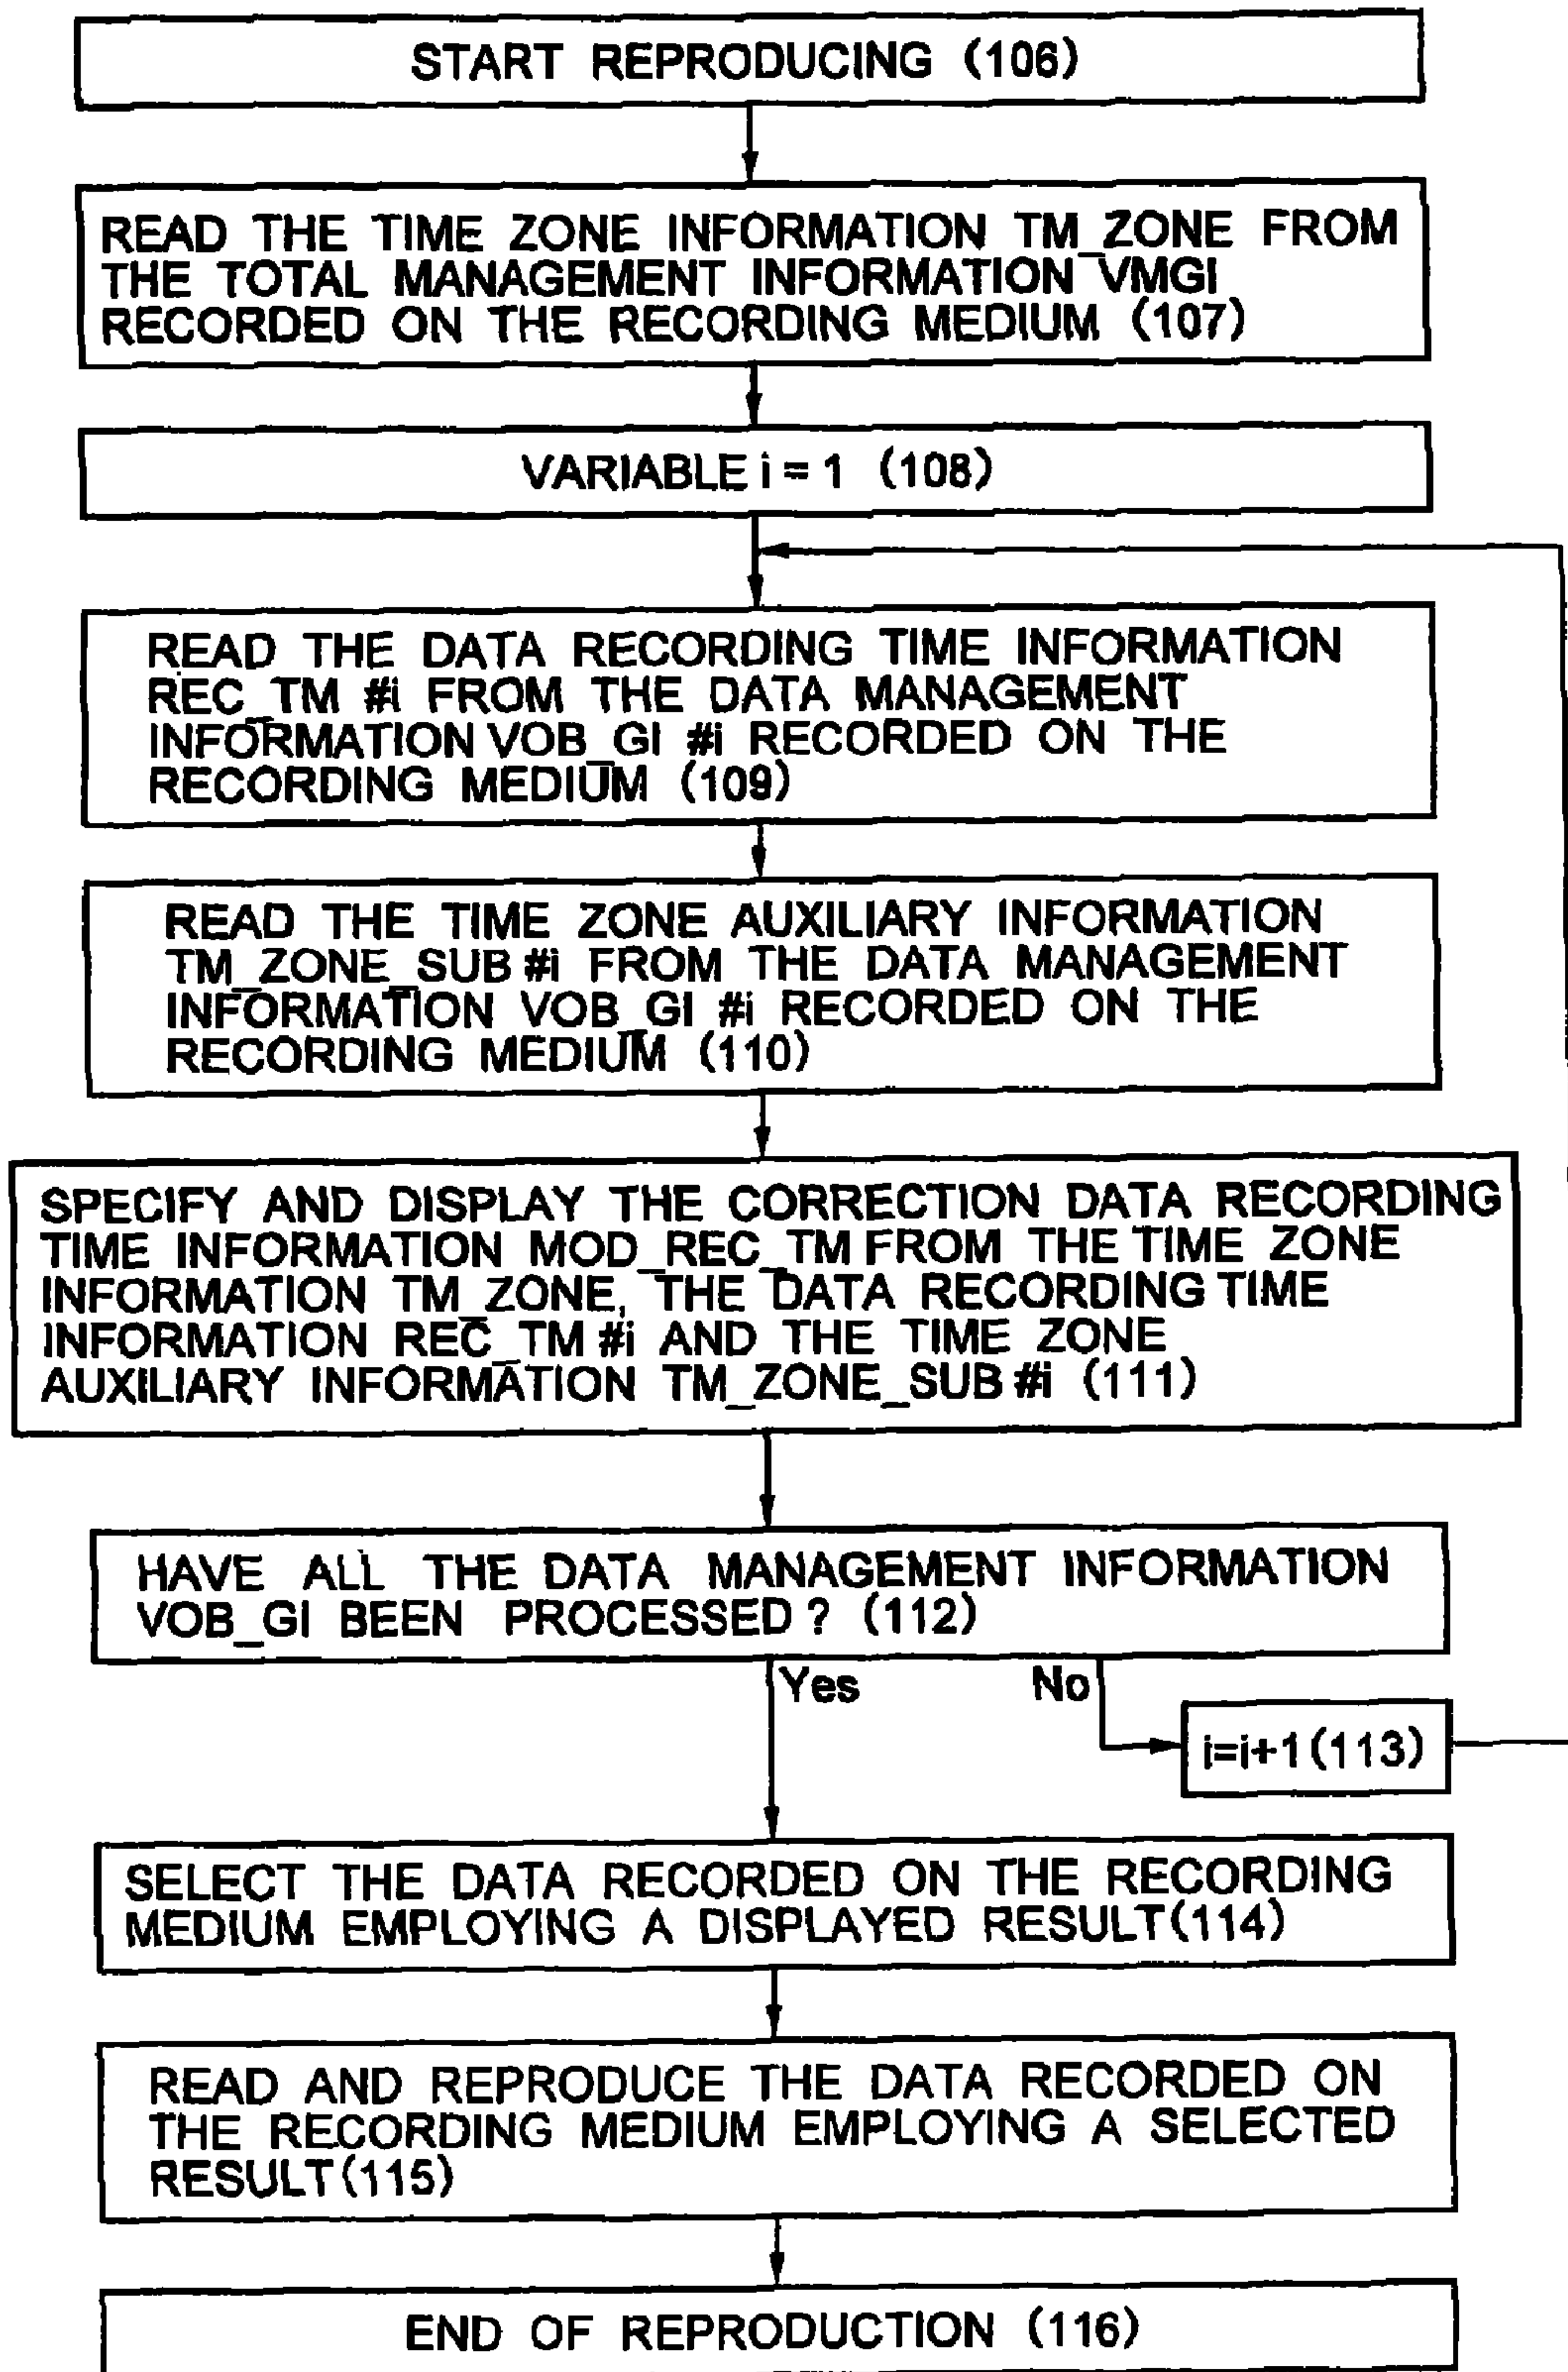 START REPRODUCING (106)
READ THE TIME ZONE INFORMATION TM_ZONE FROM
THE TOTAL MANAGEMENT INFORMATION VMGI
RECORDED ON THE RECORDING MEDIUM (107)
VARIABLE i = 1 (108)
READ THE DATA RECORDING TIME INFORMATION
REC_TM #i FROM THE DATA MANAGEMENT
INFORMATION VOB_GI #i RECORDED ON THE
RECORDING MEDIUM (109)
READ THE TIME ZONE AUXILIARY INFORMATION
TM_ZONE_SUB #i FROM THE DATA MANAGEMENT
INFORMATION VOB_GI #i RECORDED ON THE
RECORDING MEDIUM (110)
SPECIFY AND DISPLAY THE CORRECTION DATA RECORDING
TIME INFORMATION MOD_REC_TM FROM THE TIME ZONE
INFORMATION TM_ZONE, THE DATA RECORDING TIME
INFORMATION REC_TM #i AND THE TIME ZONE
AUXILIARY INFORMATION TM_ZONE_SUB #i (111)
HAVE ALL THE DATA MANAGEMENT INFORMATION
VOB_GI BEEN PROCESSED ? (112)
Yes No
i=i+1(113)
SELECT THE DATA RECORDED ON THE RECORDING
MEDIUM EMPLOYING A DISPLAYED RESULT(114)
READ AND REPRODUCE THE DATA RECORDED ON
THE RECORDING MEDIUM EMPLOYING A SELECTED
RESULT(115)
END OF REPRODUCTION (116)